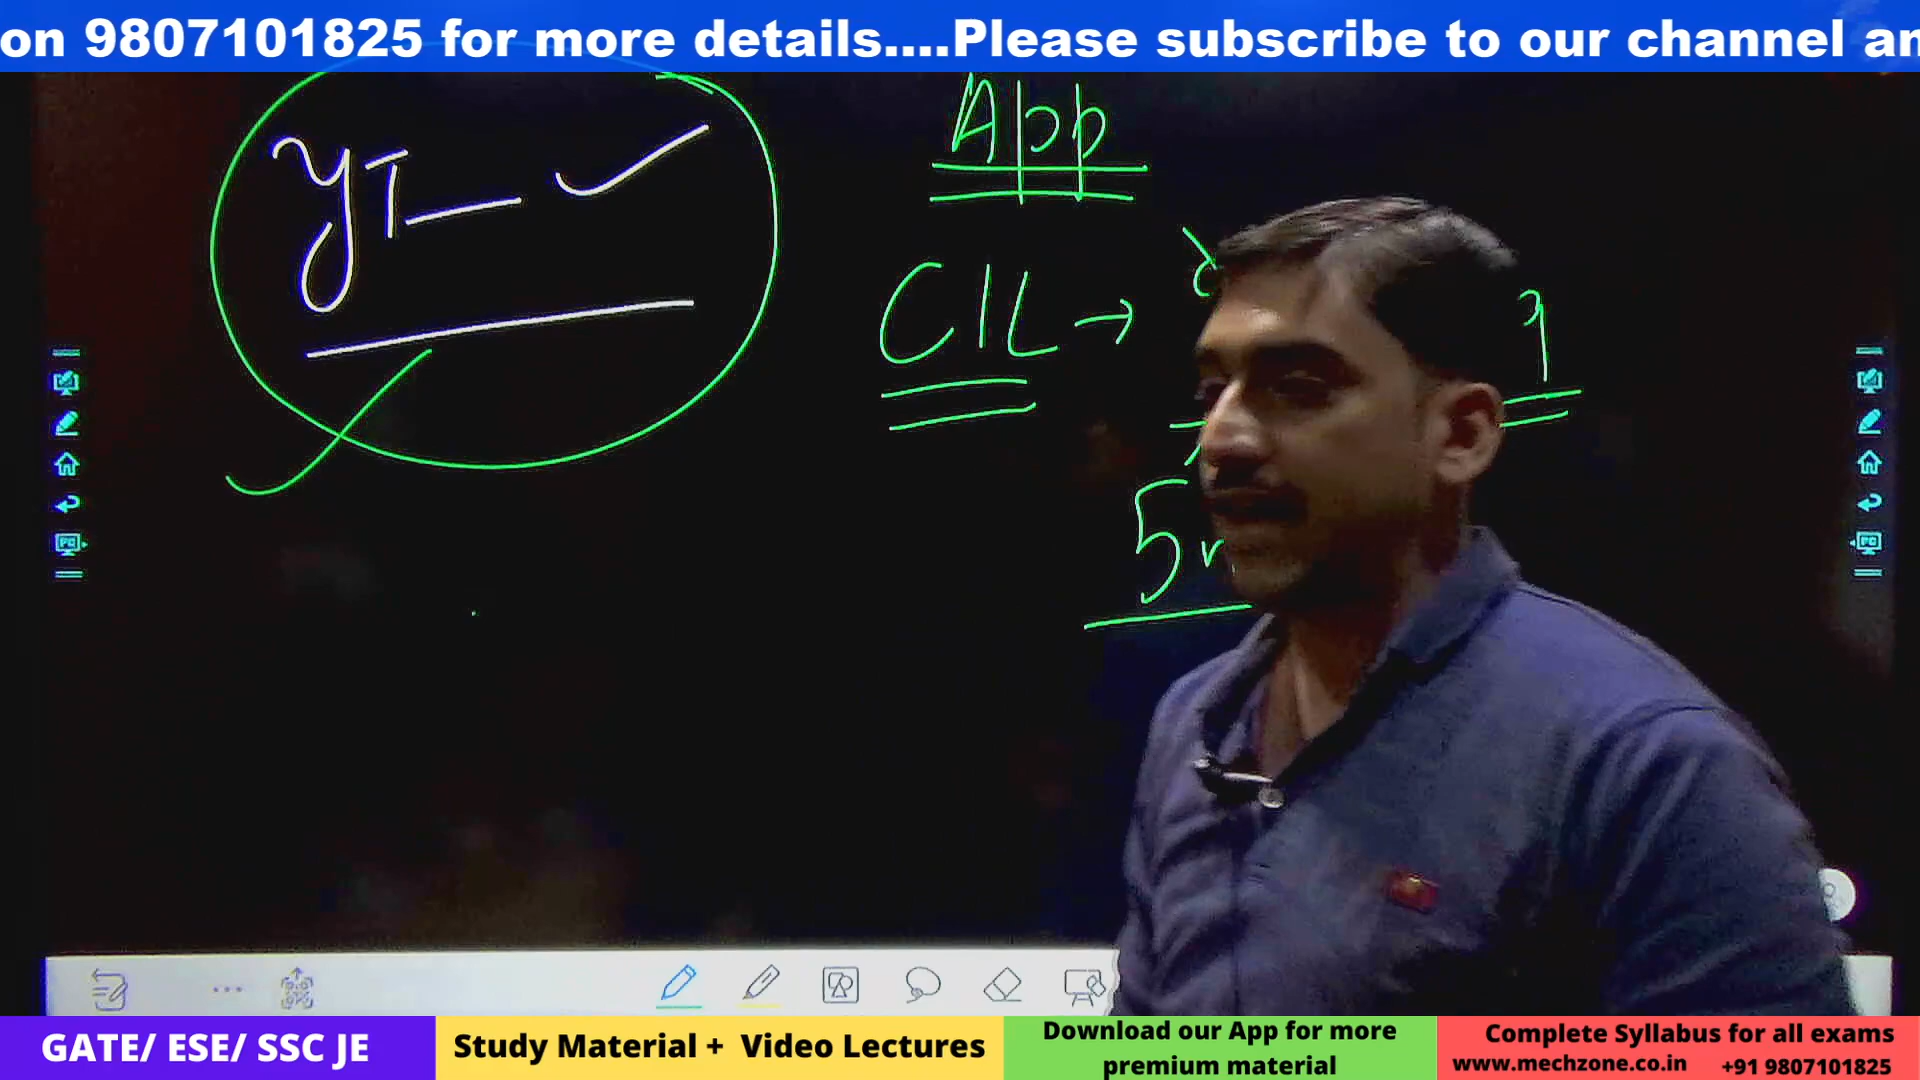 on 9807101825 for more details....Please subscribe to our channel an
YT
App
CIL →
5
GATE/ ESE/ SSC JE
Study Material + Video Lectures
Download our App for more
premium material
Complete Syllabus for all exams
www.mechzone.co.in +91 9807101825